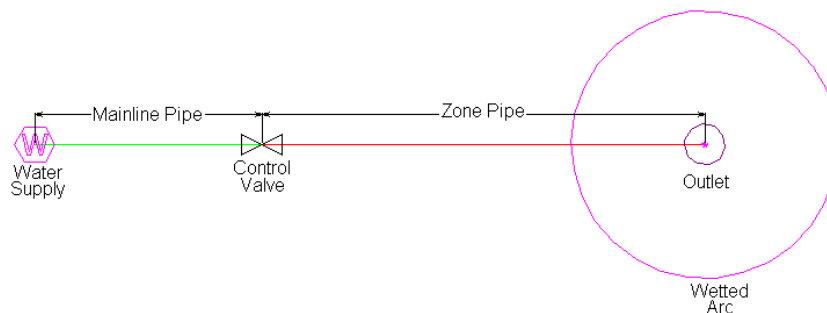 Mainline Pipe
Zone Pipe
W
Water
Supply
Control
Valve
Outlet
Wetted
Arc